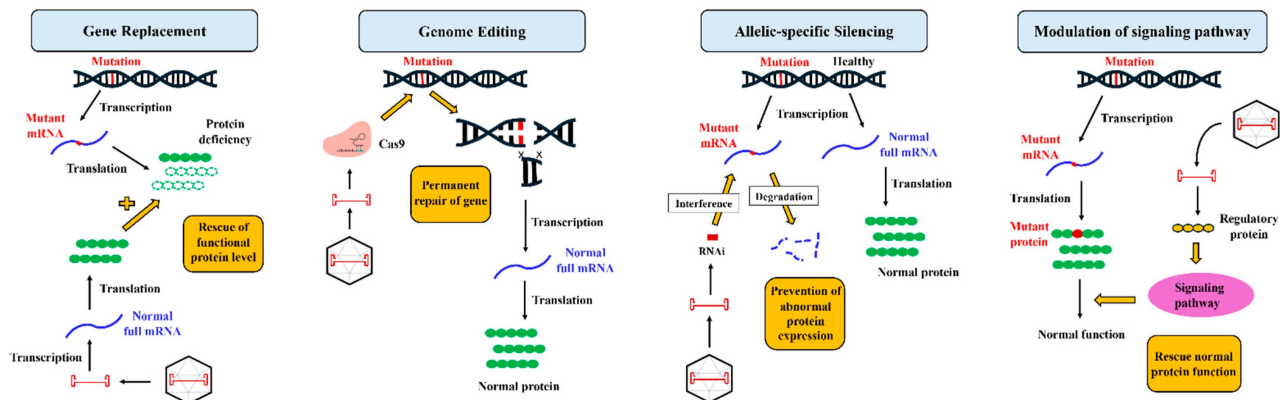 Gene Replacement
Mutation
Transcription
Mutant
mRNA
Protein
deficiency
Translation
Rescue of
functional
protein level
Translation
Normal
full mRNA
Transcription
Genome Editing
Mutation
Cas9
X X
Permanent
repair of gene
Transcription
Normal
full mRNA
Translation
Normal protein
Allelic-specific Silencing
Mutation Healthy
Transcription
Mutant
mRNA
Normal
full mRNA
Interference
Degradation
Translation
RNAi
Normal protein
Prevention of
abnormal
protein
expression
Modulation of signaling pathway
Mutation
Transcription
Mutant
mRNA
Translation
Mutant
protein
Regulatory
protein
Signaling
pathway
Normal function
Rescue normal
protein function